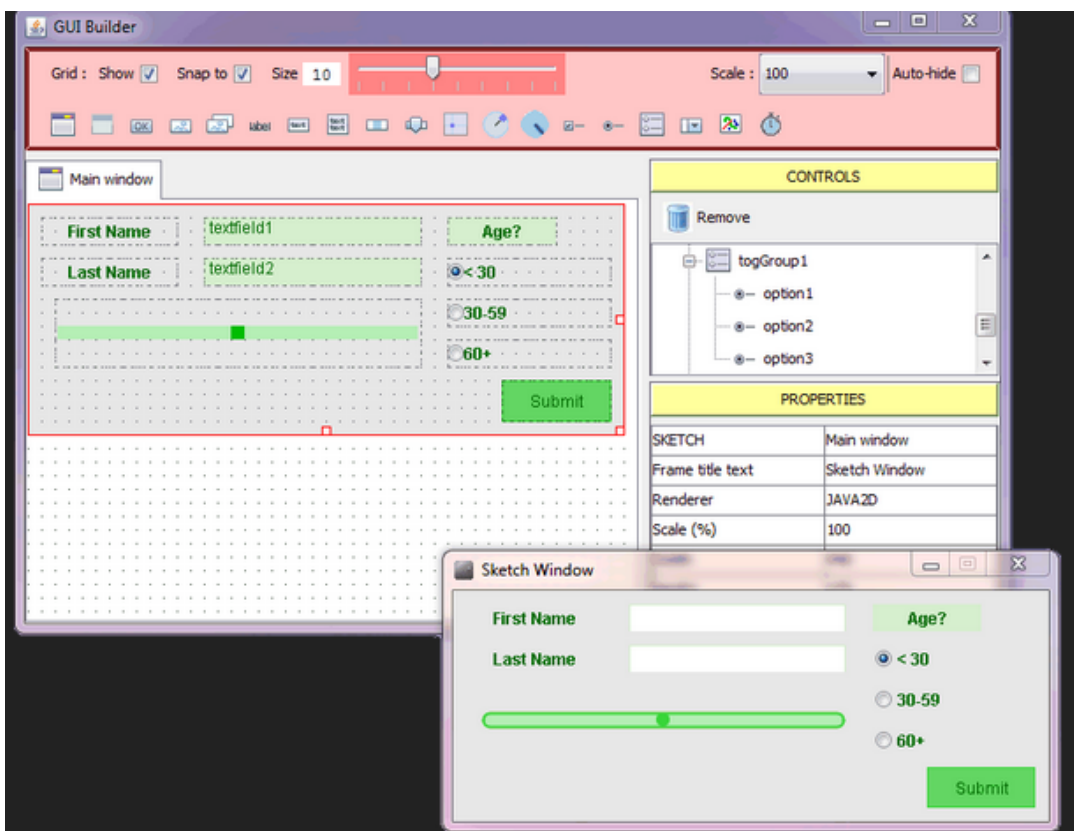 GUI Builder
Grid : Show Snap to Size 10 Scale : 100 Auto-hide
OK label text text text
Main window
First Name textfield1 Age?
Last Name textfield2 < 30
30-59
60+
Submit
CONTROLS
Remove
togGroup1
option1
option2
option3
PROPERTIES
SKETCH Main window
Frame title text Sketch Window
Renderer JAVA2D
Scale (%) 100
Sketch Window
First Name Age?
Last Name < 30
30-59
60+
Submit